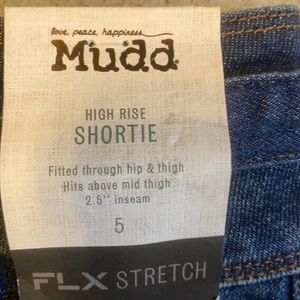 love. peace. happiness.
Mudd.
HIGH RISE
SHORTIE
Fitted through hip & thigh
Hits above mid thigh
2.5'' inseam
5
FLX STRETCH